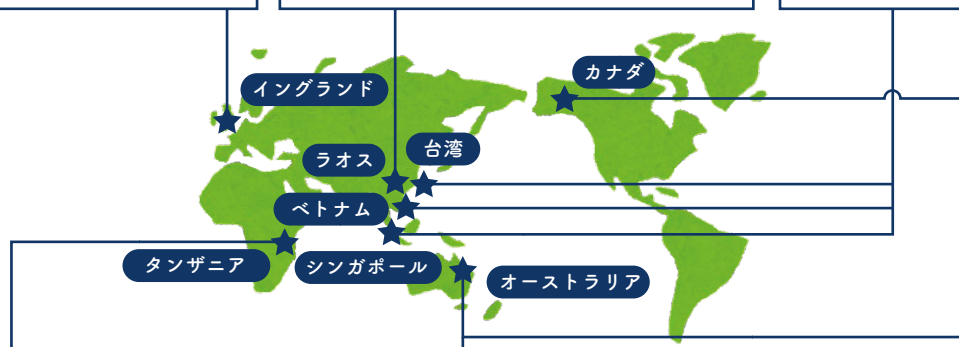 カナダ
イングランド
台湾
ラオス
ベトナム
タンザニア
シンガポール
オーストラリア